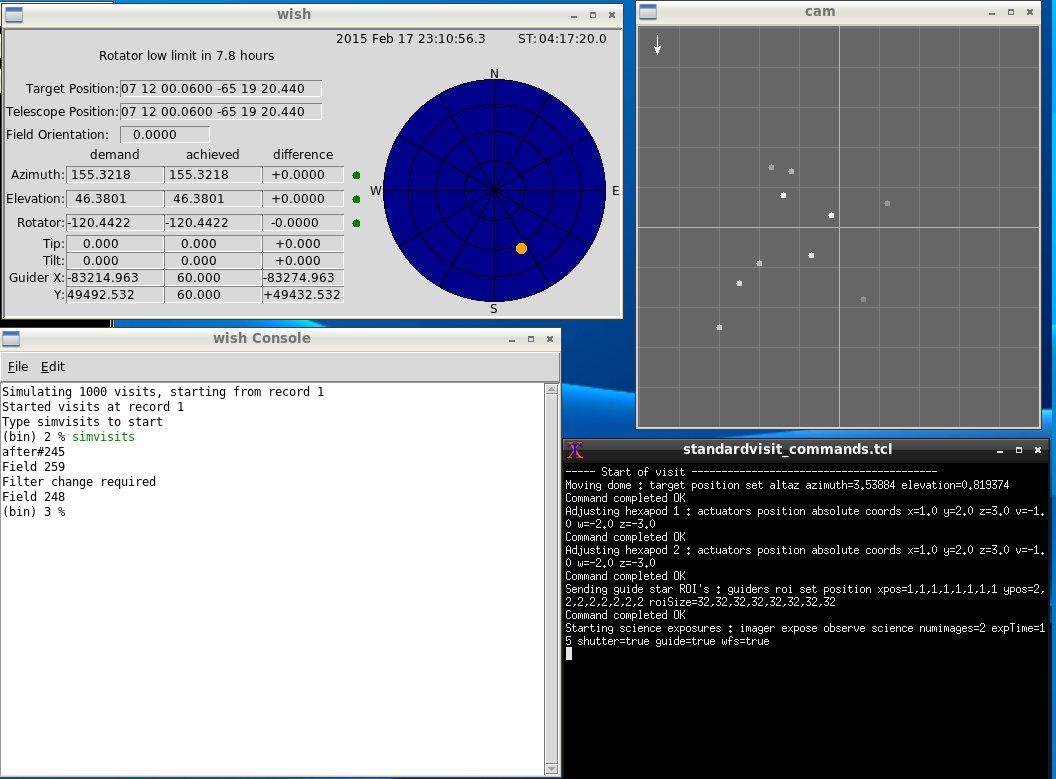 wish
2015 Feb 17 23:10:56.3 ST: 04:17:20.0
Rotator low limit in 7.8 hours
Target Position: 07 12 00.0600 -65 19 20.440
Telescope Position: 07 12 00.0600 -65 19 20.440
Field Orientation: 0.0000
demand achieved difference
Azimuth: 155.3218 155.3218 +0.0000
Elevation: 46.3801 46.3801 +0.0000
Rotator: -120.4422 -120.4422 -0.0000
Tip: 0.000 0.000 +0.000
Tilt: 0.000 0.000 +0.000
Guider X: -83214.963 60.000 -83274.963
Y: 49492.532 60.000 +49432.532
N
W
E
S
cam
wish Console
File Edit
Simulating 1000 visits, starting from record 1
Started visits at record 1
Type simvisits to start
(bin) 2 % simvisits
after#245
Field 259
Filter change required
Field 248
(bin) 3 %
standardvisit_commands.tcl
----- Start of visit -----------------------------------------
Moving dome : target position set altaz azimuth=3.53884 elevation=0.819374
Command completed OK
Adjusting hexapod 1 : actuators position absolute coords x=1.0 y=2.0 z=3.0 v=-1.
0 w=-2.0 z=-3.0
Command completed OK
Adjusting hexapod 2 : actuators position absolute coords x=1.0 y=2.0 z=3.0 v=-1.
0 w=-2.0 z=-3.0
Command completed OK
Sending guide star ROI's : guiders roi set position xpos=1,1,1,1,1,1,1,1 ypos=2,
2,2,2,2,2,2,2 roiSize=32,32,32,32,32,32,32,32
Command completed OK
Starting science exposures : imager expose observe science numimages=2 expTime=1
5 shutter=true guide=true wfs=true